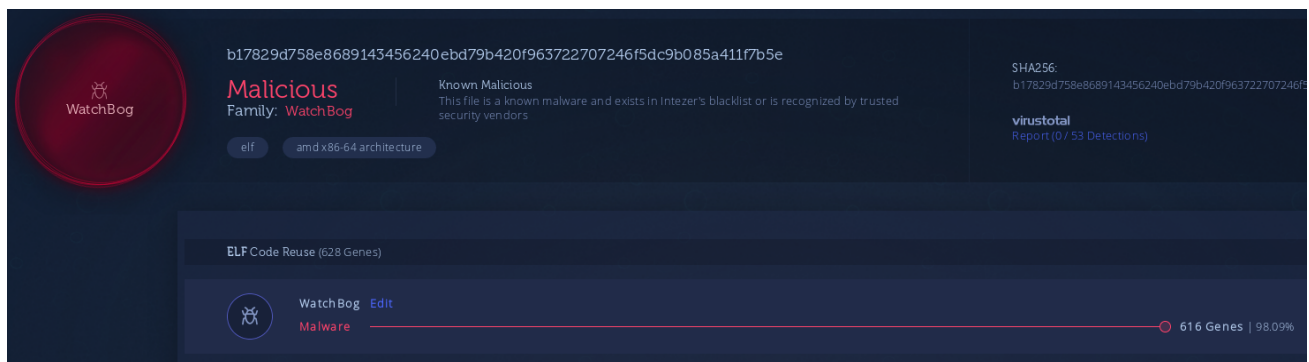 WatchBog
b17829d758e8689143456240ebd79b420f963722707246f5dc9b085a411f7b5e
Malicious
Family: WatchBog
elf
amd x86-64 architecture
Known Malicious
This file is a known malware and exists in Intezer's blacklist or is recognized by trusted
security vendors
SHA256:
b17829d758e8689143456240ebd79b420f963722707246f5
virustotal
Report (0 / 53 Detections)
ELF Code Reuse (628 Genes)
WatchBog Edit
Malware
616 Genes | 98.09%